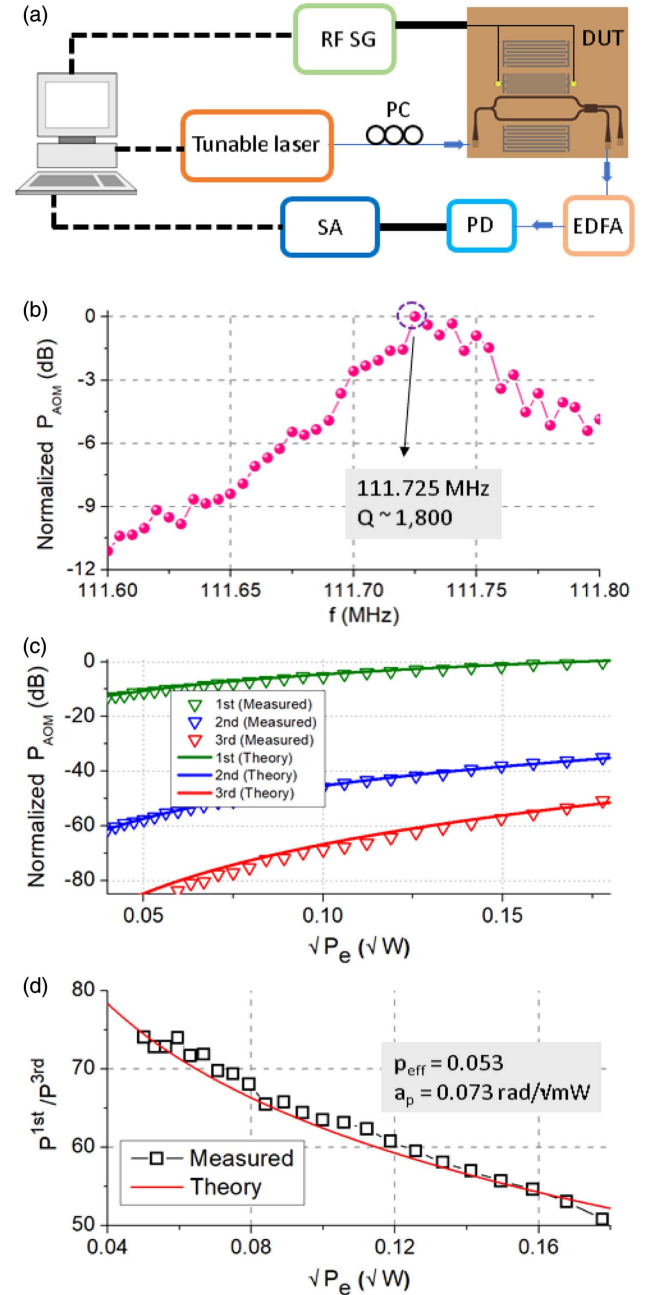 (a)
RF SG
DUT
PC
Tunable laser
SA
PD
EDFA
(b)
Normalized P_AOM (dB)
0
-3
-6
-9
-12
111.725 MHz
Q ~ 1,800
111.60
111.65
111.70
111.75
111.80
f (MHz)
(c)
Normalized P_AOM (dB)
0
-20
-40
-60
-80
1st (Measured)
2nd (Measured)
3rd (Measured)
1st (Theory)
2nd (Theory)
3rd (Theory)
0.05
0.10
0.15
√P_e (√W)
(d)
P^1st/P^3rd
80
70
60
50
p_eff = 0.053
a_p = 0.073 rad/√mW
Measured
Theory
0.04
0.08
0.12
0.16
√P_e (√W)